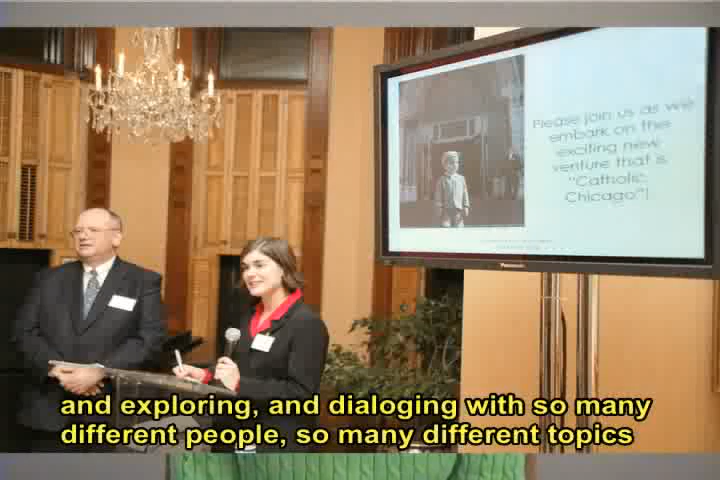 Please join us as we
embark on the
exciting new
venture that is
"Catholic
Chicago"!
Panasonic
and exploring, and dialoging with so many
different people, so many different topics